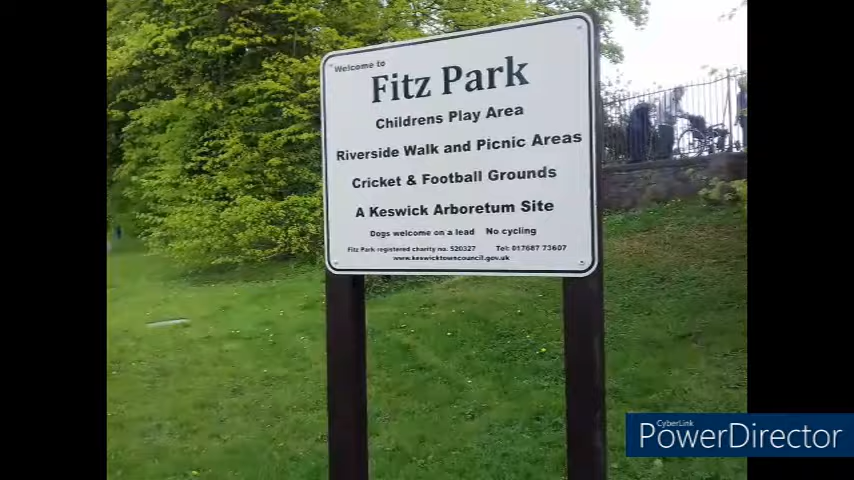 Welcome to
Fitz Park
Childrens Play Area
Riverside Walk and Picnic Areas
Cricket & Football Grounds
A Keswick Arboretum Site
Dogs welcome on a lead No cycling
Fitz Park registered charity no. 520327 Tel: 017687 73607
www.keswicktowncouncil.gov.uk
CyberLink
PowerDirector